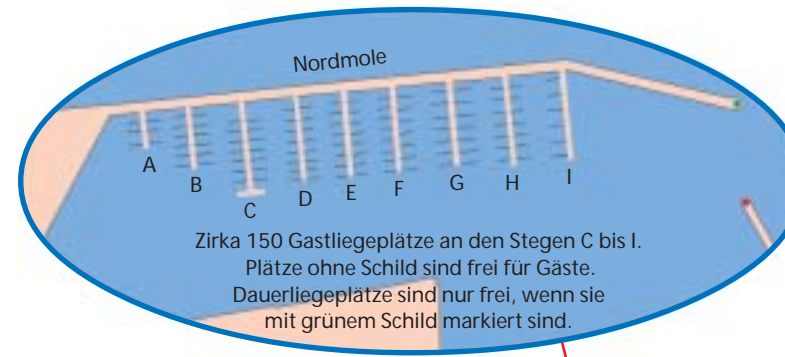 Nordmole
A
B
C
D
E
F
G
H
I
Zirka 150 Gastliegeplätze an den Stegen C bis I.
Plätze ohne Schild sind frei für Gäste.
Dauerliegeplätze sind nur frei, wenn sie
mit grünem Schild markiert sind.